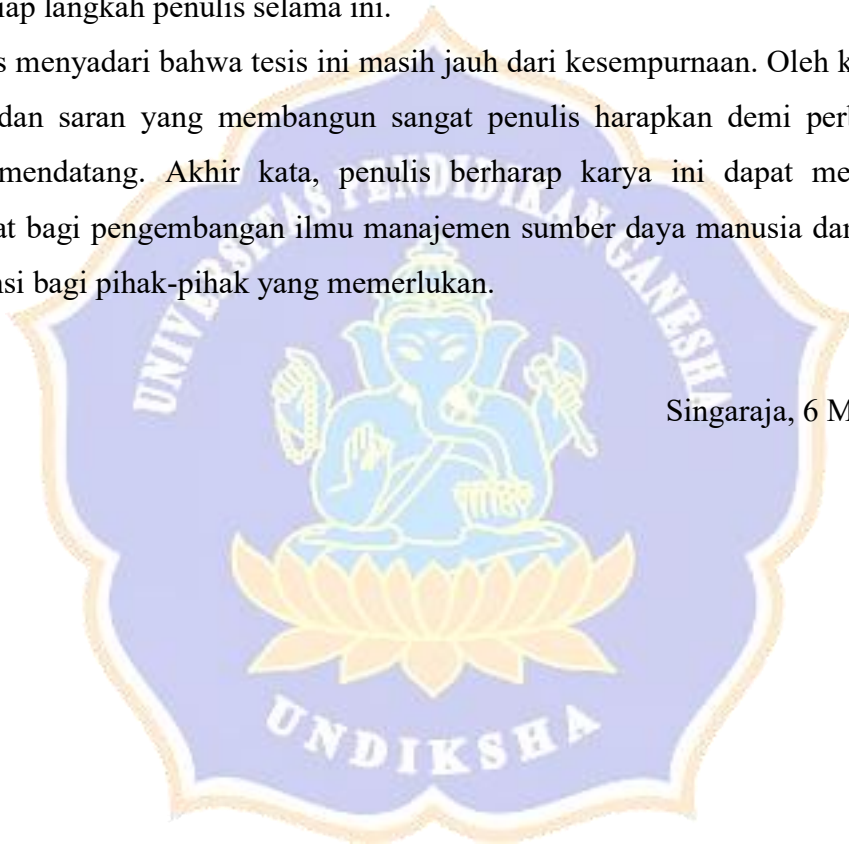 iap langkah penulis selama ini.
s menyadari bahwa tesis ini masih jauh dari kesempurnaan. Oleh k
dan saran yang membangun sangat penulis harapkan demi perb
mendatang. Akhir kata, penulis berharap karya ini dapat me
at bagi pengembangan ilmu manajemen sumber daya manusia dan
nsi bagi pihak-pihak yang memerlukan.
UNIVERSITAS PENDIDIKAN GANESHA
Singaraja, 6 M
UNDIKSHA